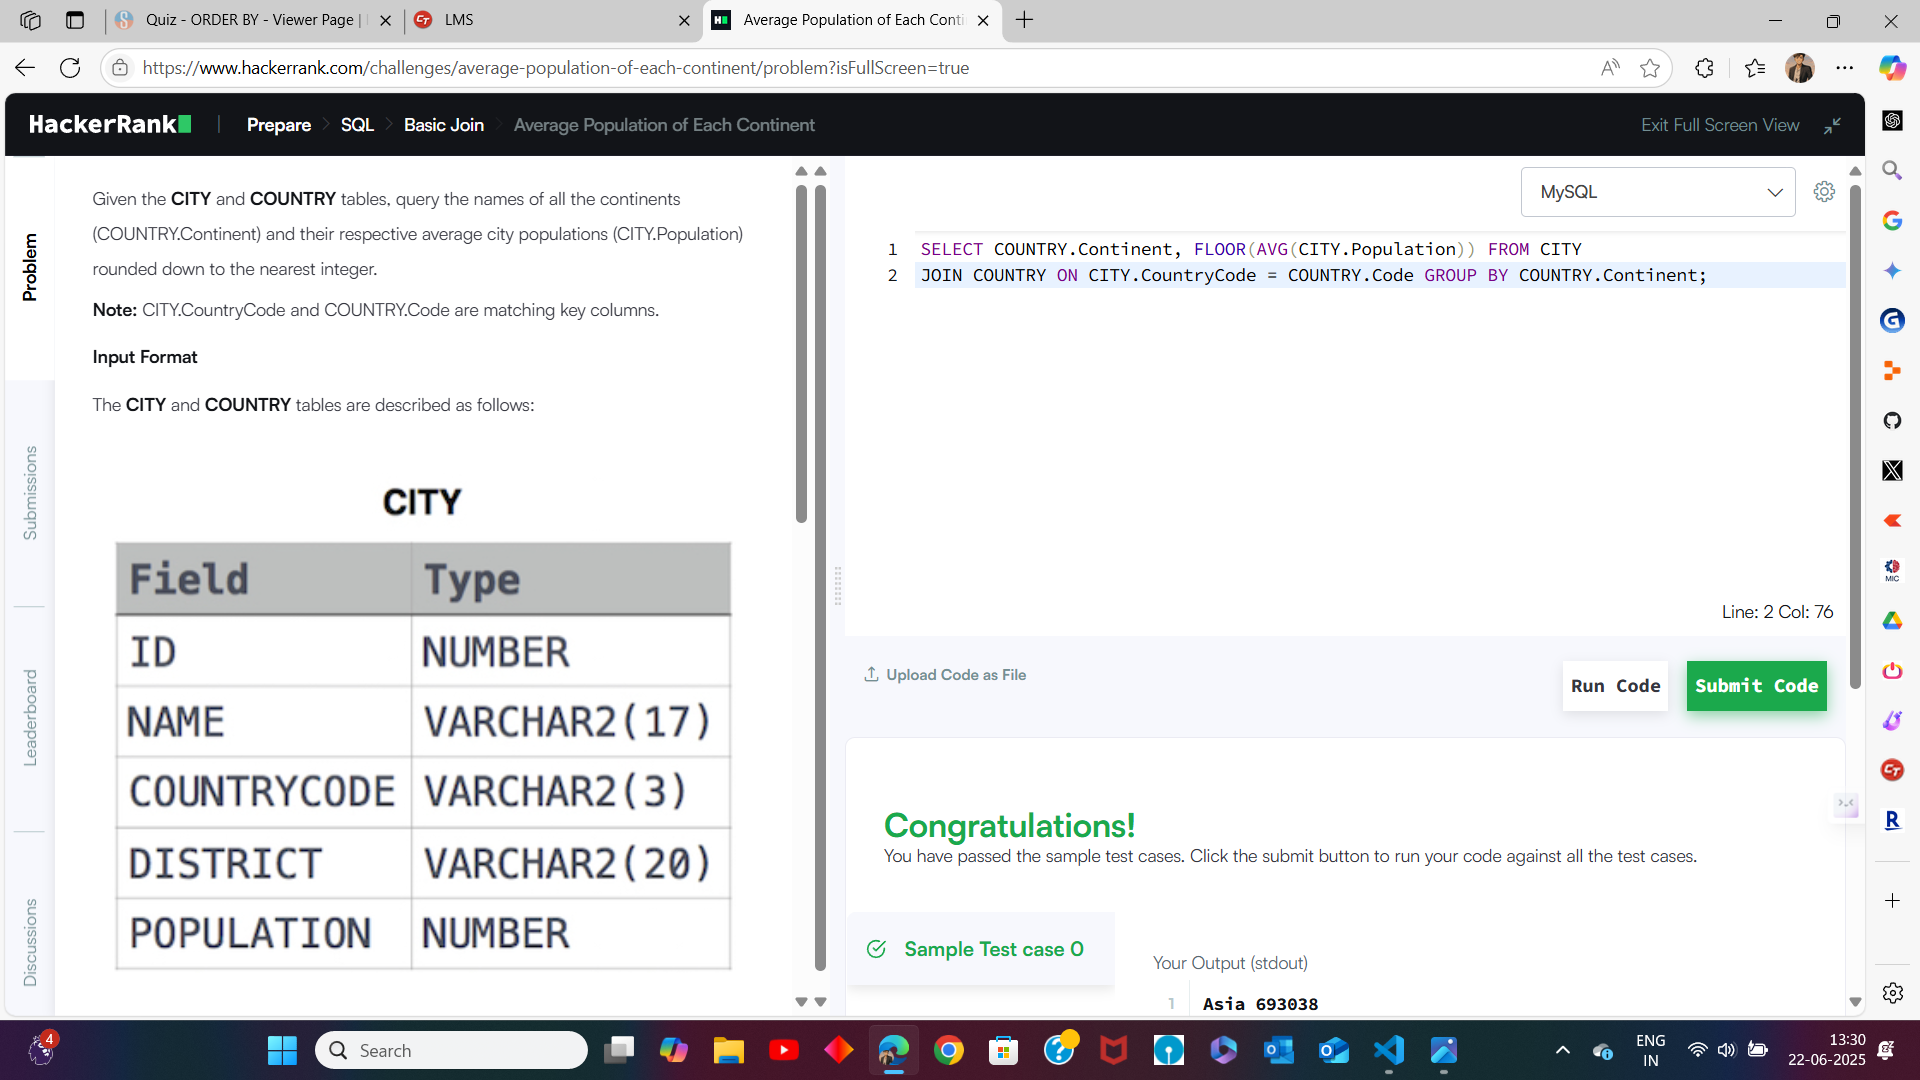 Quiz - ORDER BY - Viewer Page |
LMS
Average Population of Each Conti
https://www.hackerrank.com/challenges/average-population-of-each-continent/problem?isFullScreen=true
HackerRank
Prepare
SQL
Basic Join
Average Population of Each Continent
Exit Full Screen View
Problem
Submissions
Leaderboard
Discussions
Given the CITY and COUNTRY tables, query the names of all the continents
(COUNTRY.Continent) and their respective average city populations (CITY.Population)
rounded down to the nearest integer.
Note: CITY.CountryCode and COUNTRY.Code are matching key columns.
Input Format
The CITY and COUNTRY tables are described as follows:
CITY
Field Type
ID NUMBER
NAME VARCHAR2(17)
COUNTRYCODE VARCHAR2(3)
DISTRICT VARCHAR2(20)
POPULATION NUMBER
MySQL
1 SELECT COUNTRY.Continent, FLOOR(AVG(CITY.Population)) FROM CITY
2 JOIN COUNTRY ON CITY.CountryCode = COUNTRY.Code GROUP BY COUNTRY.Continent;
Line: 2 Col: 76
Upload Code as File
Run Code
Submit Code
Congratulations!
You have passed the sample test cases. Click the submit button to run your code against all the test cases.
Sample Test case 0
Your Output (stdout)
1 Asia 693038
4
Search
ENG
IN
13:30
22-06-2025